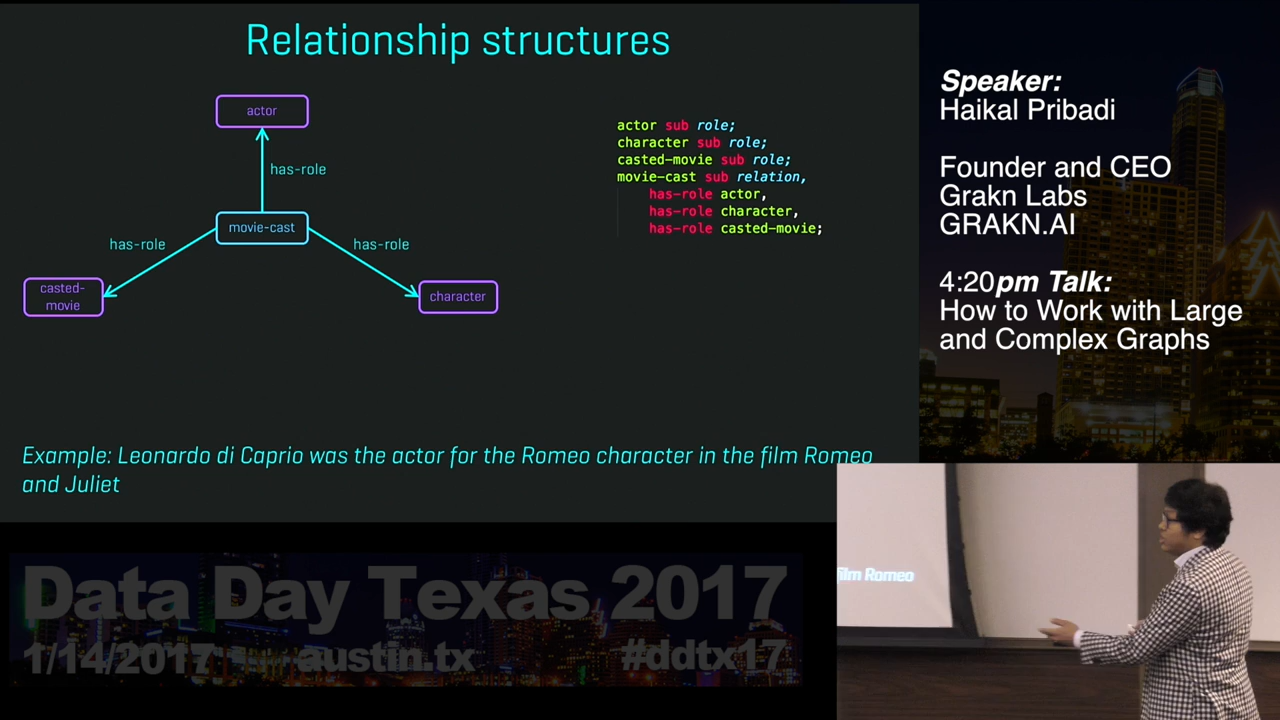 Relationship structures
actor
has-role
movie-cast
has-role
has-role
casted-
movie
character
actor sub role;
character sub role;
casted-movie sub role;
movie-cast sub relation,
has-role actor,
has-role character,
has-role casted-movie;
Example: Leonardo di Caprio was the actor for the Romeo character in the film Romeo
and Juliet
Speaker:
Haikal Pribadi
Founder and CEO
Grakn Labs
GRAKN.AI
4:20pm Talk:
How to Work with Large
and Complex Graphs
film Romeo
Data Day Texas 2017
1/14/2017 austin.tx #ddtx17